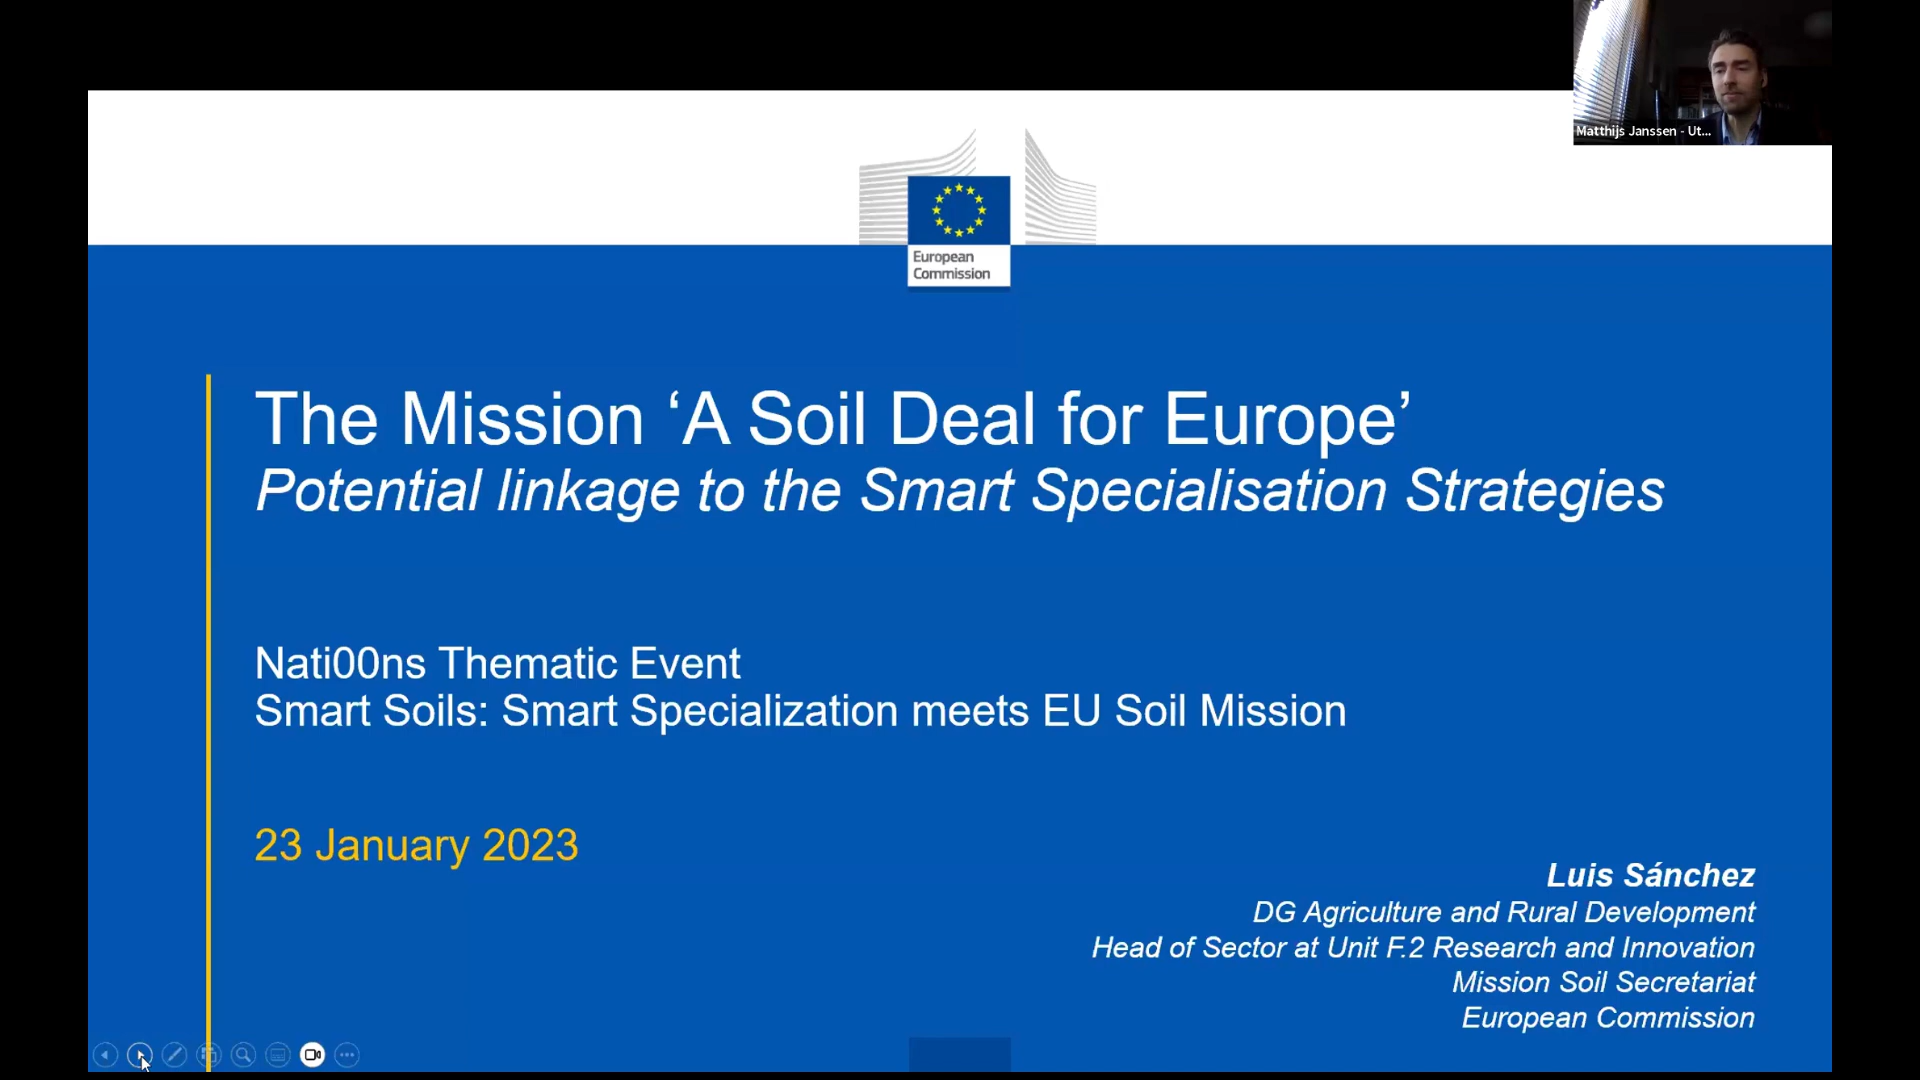 Matthijs Janssen - Ut...
European
Commission
The Mission ‘A Soil Deal for Europe’
Potential linkage to the Smart Specialisation Strategies
Nati00ns Thematic Event
Smart Soils: Smart Specialization meets EU Soil Mission
23 January 2023
Luis Sánchez
DG Agriculture and Rural Development
Head of Sector at Unit F.2 Research and Innovation
Mission Soil Secretariat
European Commission